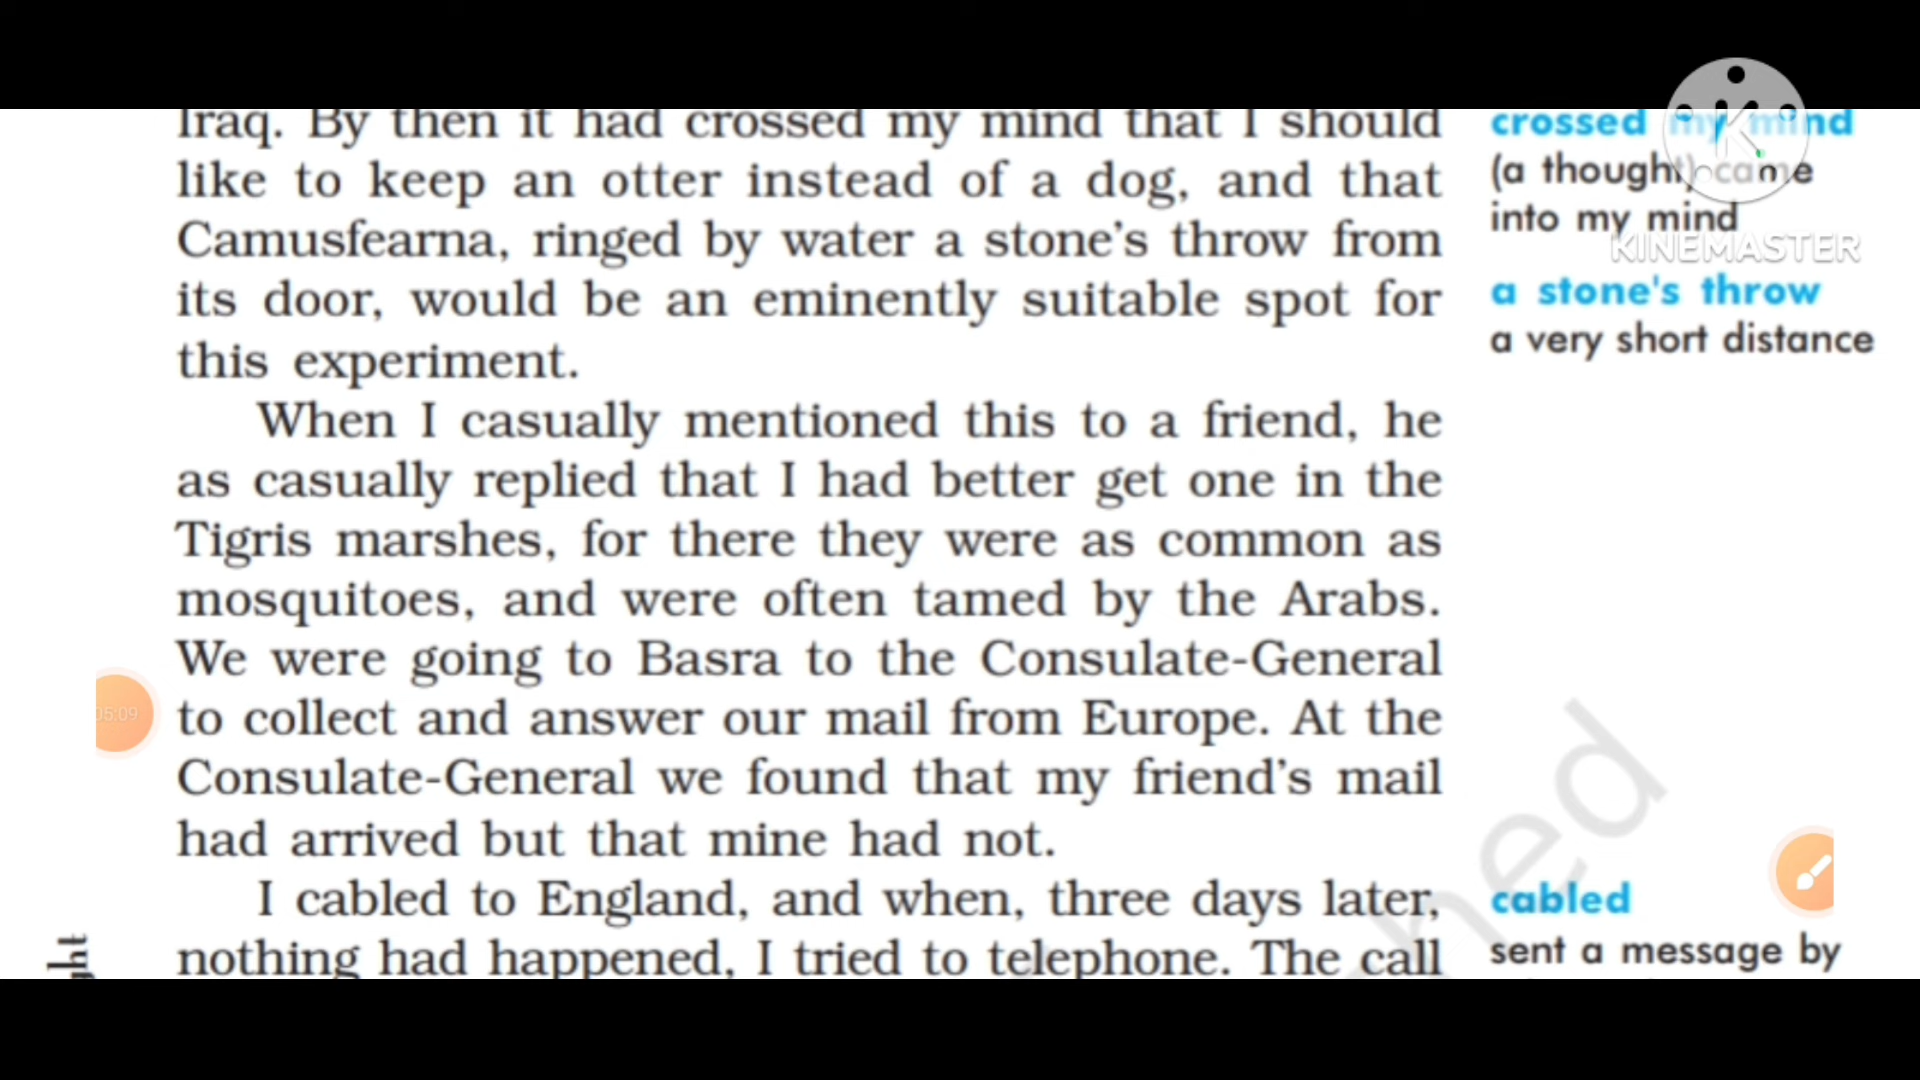 Iraq. By then it had crossed my mind that I should
like to keep an otter instead of a dog, and that
Camusfearna, ringed by water a stone's throw from
its door, would be an eminently suitable spot for
this experiment.
When I casually mentioned this to a friend, he
as casually replied that I had better get one in the
Tigris marshes, for there they were as common as
mosquitoes, and were often tamed by the Arabs.
We were going to Basra to the Consulate-General
to collect and answer our mail from Europe. At the
Consulate-General we found that my friend's mail
had arrived but that mine had not.
I cabled to England, and when, three days later,
nothing had happened, I tried to telephone. The call
crossed my mind
(a thought) came
into my mind
a stone's throw
a very short distance
cabled
sent a message by
KINEMASTER
05:09